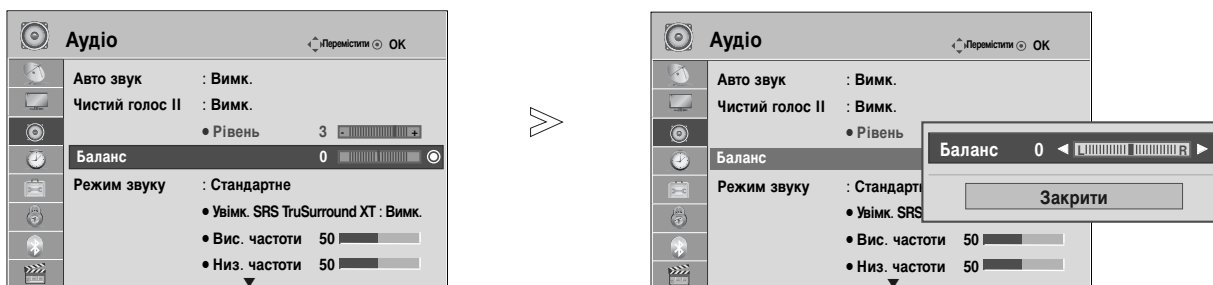 Аудіо Перемістити OK
Авто звук : Вимк.
Чистий голос II : Вимк.
• Рівень 3 - +
Баланс 0
Режим звуку : Стандартне
• Увімк. SRS TruSurround XT : Вимк.
• Вис. частоти 50
• Низ. частоти 50
Аудіо Перемістити OK
Авто звук : Вимк.
Чистий голос II : Вимк.
• Рівень
Баланс
Режим звуку : Стандартн
• Увімк. SRS
• Вис. частоти 50
• Низ. частоти 50
Баланс 0 L R
Закрити